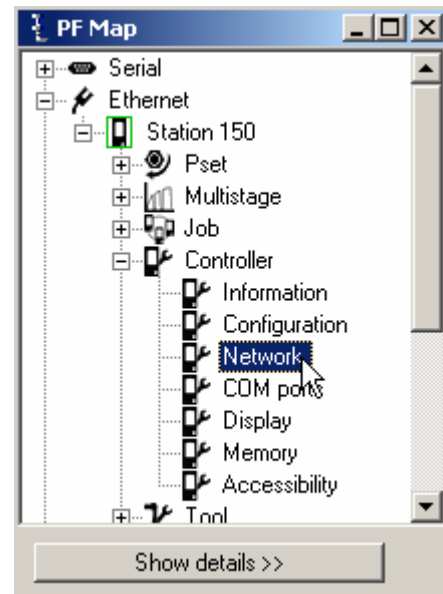 PF Map
Serial
Ethernet
Station 150
Pset
Multistage
Job
Controller
Information
Configuration
Network
COM ports
Display
Memory
Accessibility
Tool
Show details >>